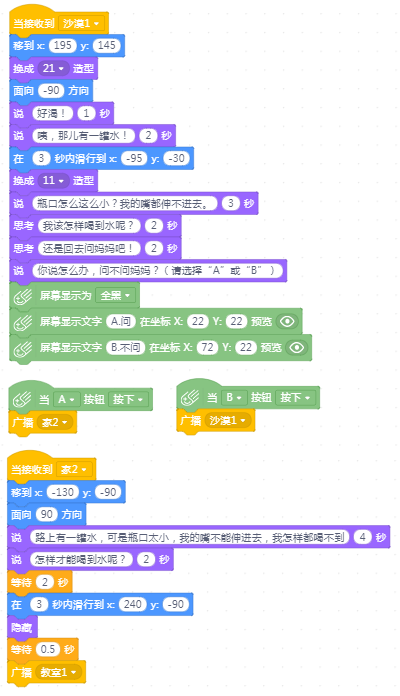 当接收到 沙漠1
移到 x: 195 y: 145
换成 21 造型
面向 -90 方向
说 好渴！ 1 秒
说 咦，那儿有一罐水！ 2 秒
在 3 秒内滑行到 x: -95 y: -30
换成 11 造型
说 瓶口怎么这么小？我的嘴都伸不进去。 3 秒
思考 我该怎样喝到水呢？ 2 秒
思考 还是回去问妈妈吧！ 2 秒
说 你说怎么办，问不问妈妈？（请选择“A”或“B”）
屏幕显示为 全黑
屏幕显示文字 A.问 在坐标 X: 22 Y: 22 预览
屏幕显示文字 B.不问 在坐标 X: 72 Y: 22 预览
当 A 按钮 按下
广播 家2
当 B 按钮 按下
广播 沙漠1
当接收到 家2
移到 x: -130 y: -90
面向 90 方向
说 路上有一罐水，可是瓶口太小，我的嘴不能伸进去，我怎样都喝不到 4 秒
说 怎样才能喝到水呢？ 2 秒
等待 2 秒
在 3 秒内滑行到 x: 240 y: -90
隐藏
等待 0.5 秒
广播 教室1